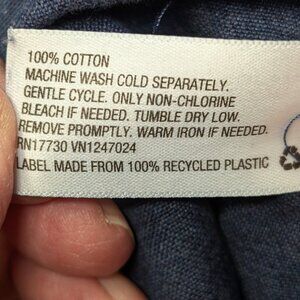 100% COTTON
MACHINE WASH COLD SEPARATELY.
GENTLE CYCLE. ONLY NON-CHLORINE
BLEACH IF NEEDED. TUMBLE DRY LOW.
REMOVE PROMPTLY. WARM IRON IF NEEDED.
RN17730 VN1247024
LABEL MADE FROM 100% RECYCLED PLASTIC